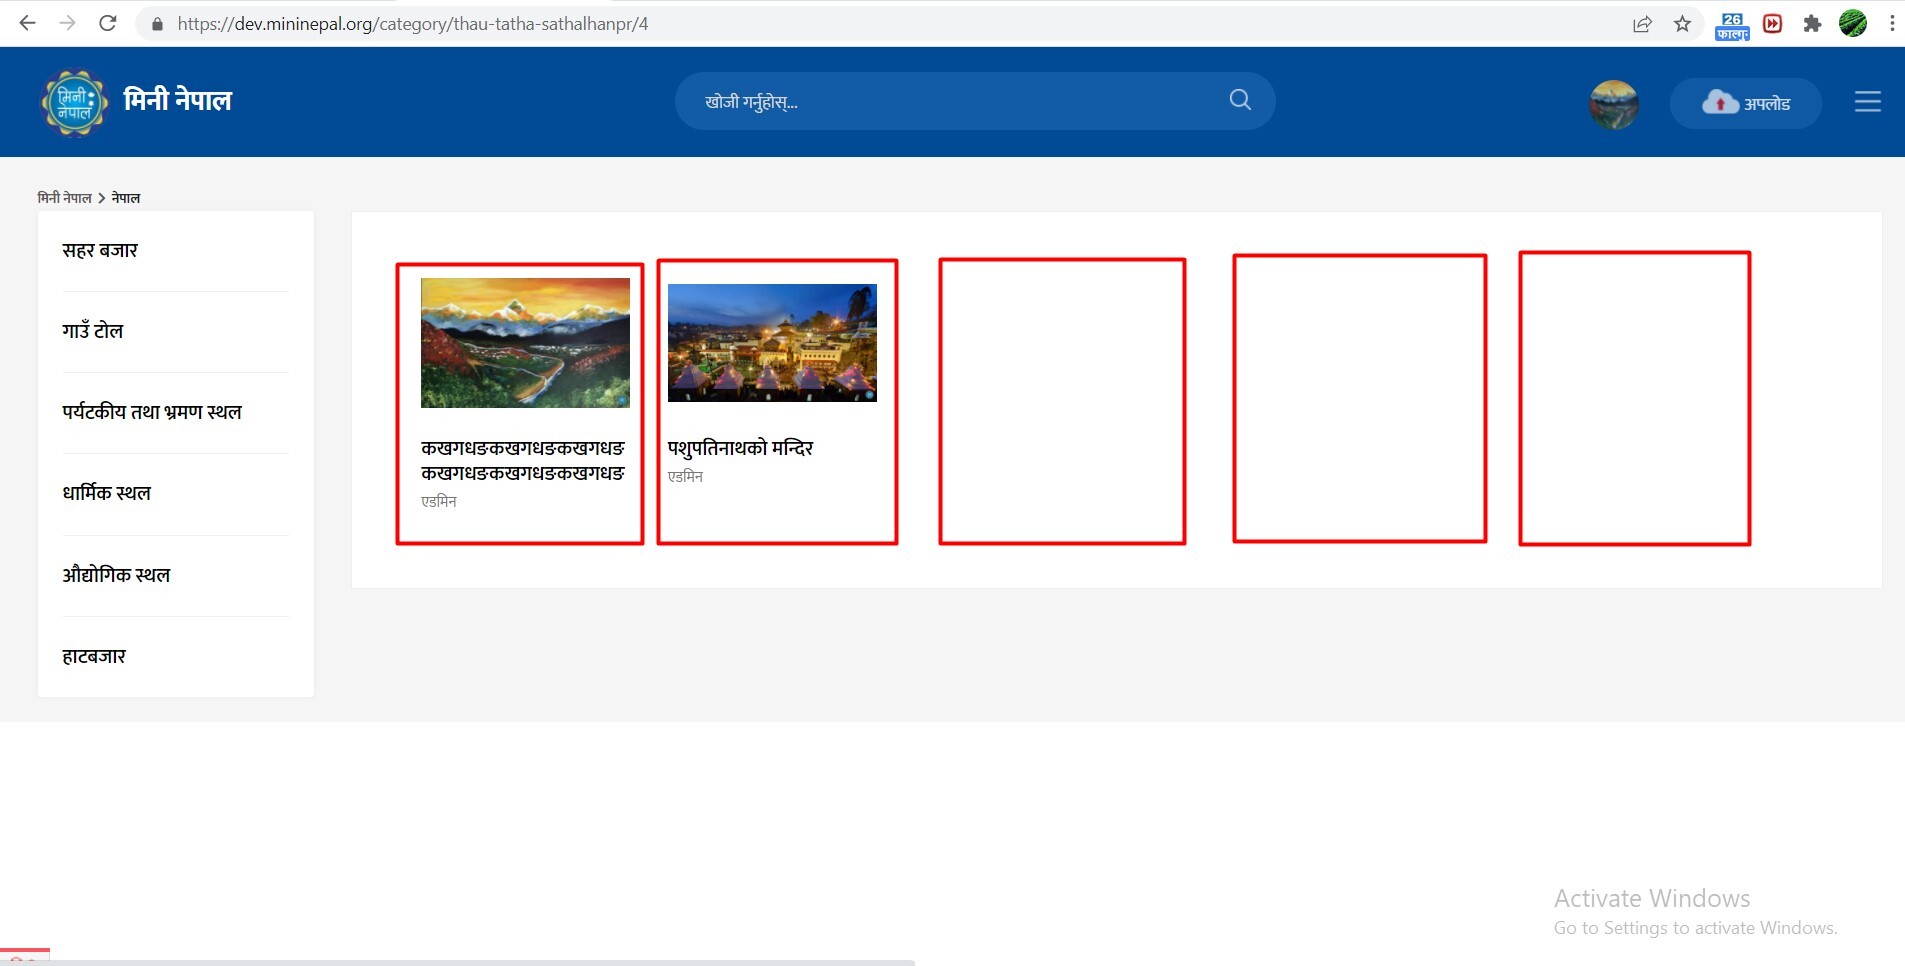 https://dev.mininepal.org/category/thau-tatha-sathalhanpr/4
26
फाल्गुन
मिनी
नेपाल
मिनी नेपाल
खोजी गर्नुहोस्...
अपलोड
मिनी नेपाल > नेपाल
सहर बजार
गाउँ टोल
पर्यटकीय तथा भ्रमण स्थल
धार्मिक स्थल
औद्योगिक स्थल
हाटबजार
कखगधङकखगधङकखगधङ
कखगधङकखगधङकखगधङ
एडमिन
पशुपतिनाथको मन्दिर
एडमिन
Activate Windows
Go to Settings to activate Windows.